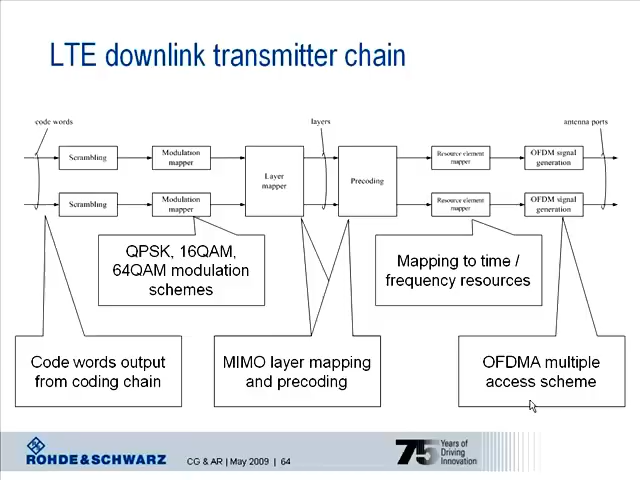 LTE downlink transmitter chain
code words
layers
antenna ports
Scrambling
Modulation
mapper
Layer
mapper
Precoding
Resource element
mapper
OFDM signal
generation
Scrambling
Modulation
mapper
Resource element
mapper
OFDM signal
generation
QPSK, 16QAM,
64QAM modulation
schemes
Mapping to time /
frequency resources
Code words output
from coding chain
MIMO layer mapping
and precoding
OFDMA multiple
access scheme
ROHDE&SCHWARZ
CG & AR | May 2009 | 64
75
Years of
Driving
Innovation